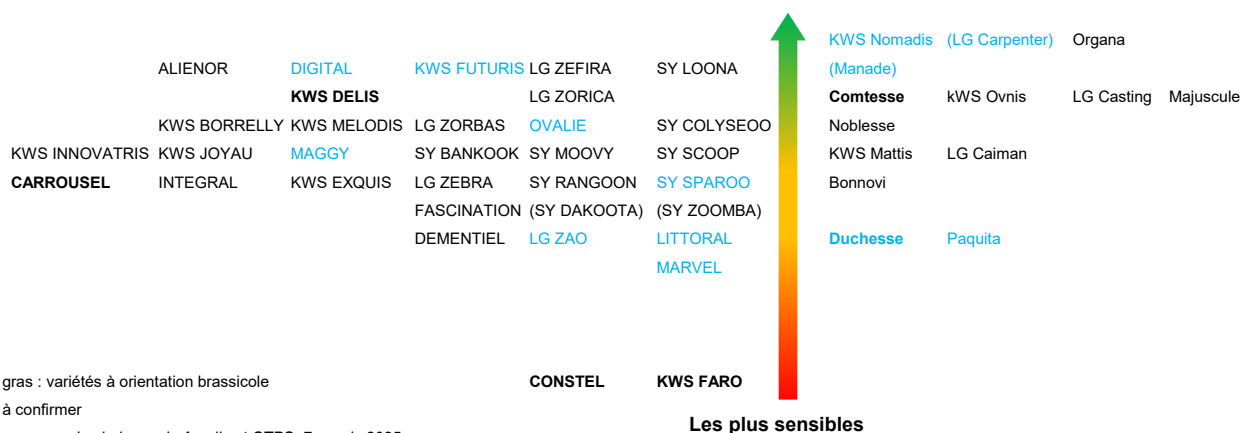 KWS Nomadis (LG Carpenter) Organa
ALIENOR DIGITAL KWS FUTURIS LG ZEFIRA SY LOONA (Manade)
KWS DELIS LG ZORICA Comtesse kWS Ovnis LG Casting Majuscule
KWS BORRELLY KWS MELODIS LG ZORBAS OVALIE SY COLYSEOO Noblesse
KWS INNOVATRIS KWS JOYAU MAGGY SY BANKOOK SY MOOVY SY SCOOP KWS Mattis LG Caiman
CARROUSEL INTEGRAL KWS EXQUIS LG ZEBRA SY RANGOON SY SPAROO Bonnovi
FASCINATION (SY DAKOOTA) (SY ZOOMBA)
DEMENTIEL LG ZAO LITTORAL Duchesse Paquita
MARVEL
gras : variétés à orientation brassicole CONSTEL KWS FARO
à confirmer
Les plus sensibles